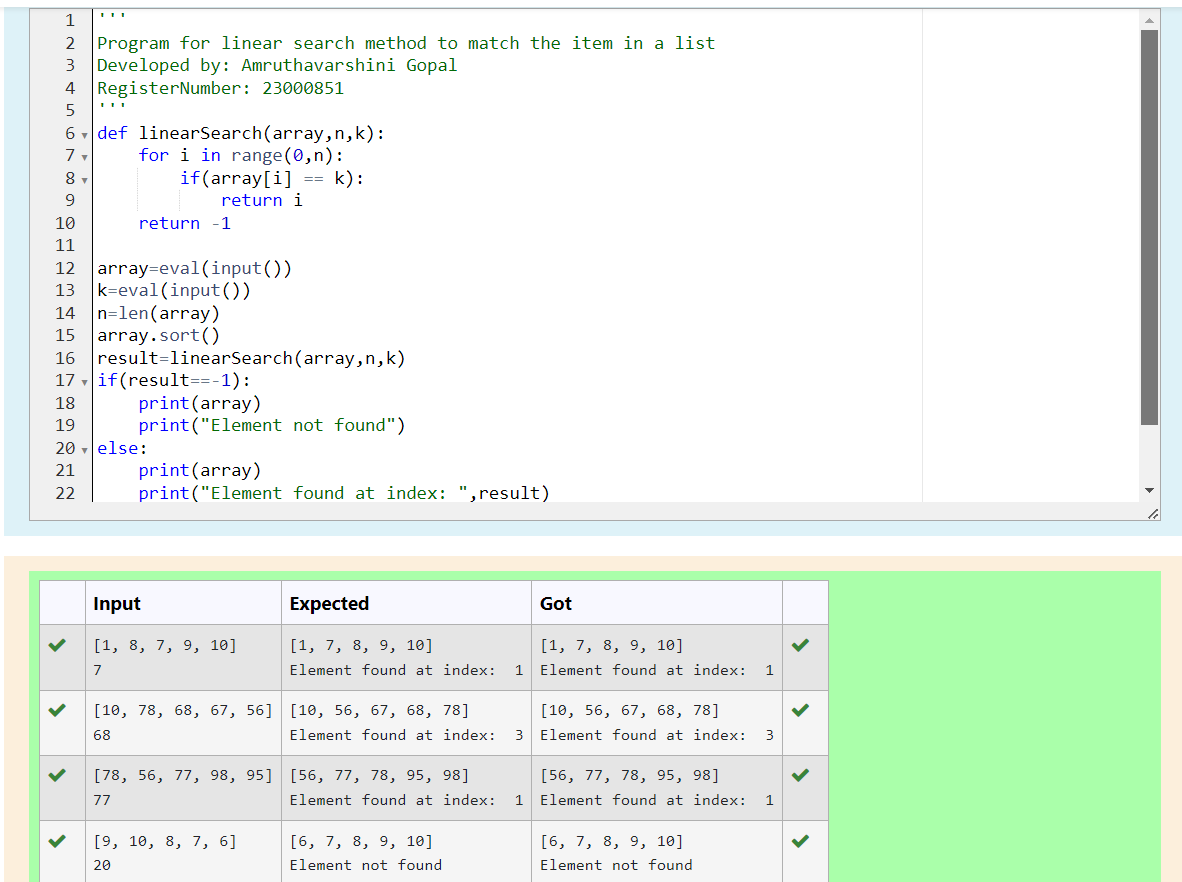 1 '''
2 Program for linear search method to match the item in a list
3 Developed by: Amruthavarshini Gopal
4 RegisterNumber: 23000851
5 '''
6 def linearSearch(array,n,k):
7     for i in range(0,n):
8         if(array[i] == k):
9             return i
10     return -1
11
12 array=eval(input())
13 k=eval(input())
14 n=len(array)
15 array.sort()
16 result=linearSearch(array,n,k)
17 if(result==-1):
18     print(array)
19     print("Element not found")
20 else:
21     print(array)
22     print("Element found at index: ",result)
Input Expected Got
[1, 8, 7, 9, 10] [1, 7, 8, 9, 10] [1, 7, 8, 9, 10]
7 Element found at index:  1 Element found at index:  1
[10, 78, 68, 67, 56] [10, 56, 67, 68, 78] [10, 56, 67, 68, 78]
68 Element found at index:  3 Element found at index:  3
[78, 56, 77, 98, 95] [56, 77, 78, 95, 98] [56, 77, 78, 95, 98]
77 Element found at index:  1 Element found at index:  1
[9, 10, 8, 7, 6] [6, 7, 8, 9, 10] [6, 7, 8, 9, 10]
20 Element not found Element not found